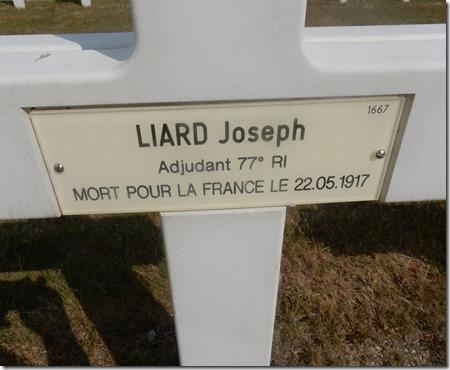 1667
LIARD Joseph
Adjudant 77° RI
MORT POUR LA FRANCE LE 22.05.1917